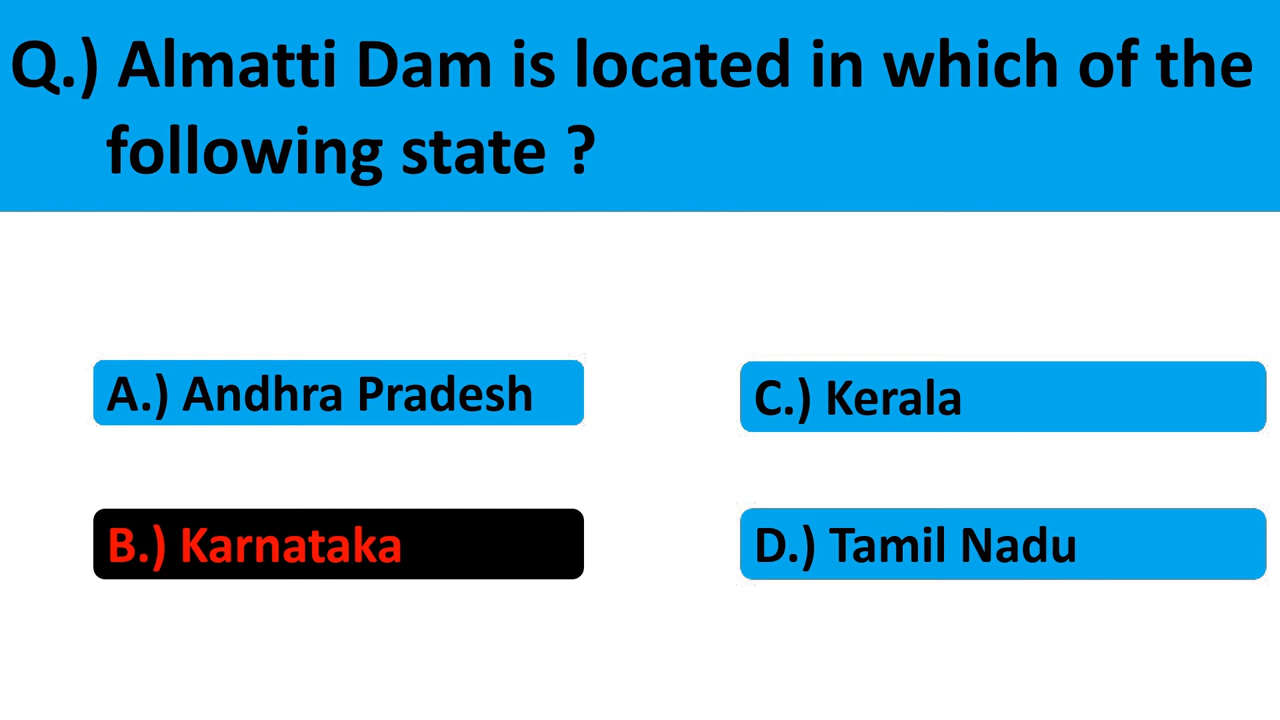 Q.) Almatti Dam is located in which of the
following state ?
A.) Andhra Pradesh
B.) Karnataka
C.) Kerala
D.) Tamil Nadu